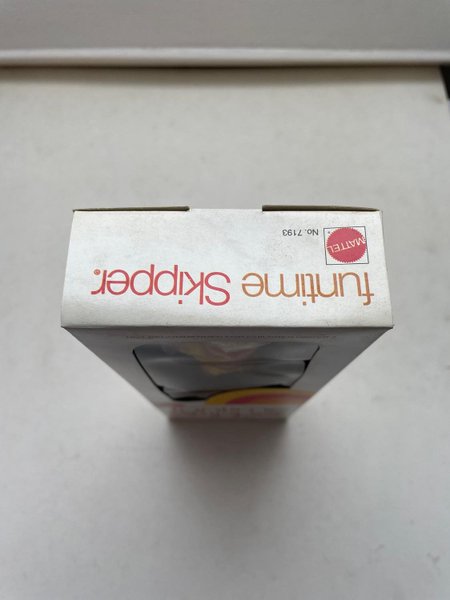 funtime Skipper®
MATTEL
No. 7193